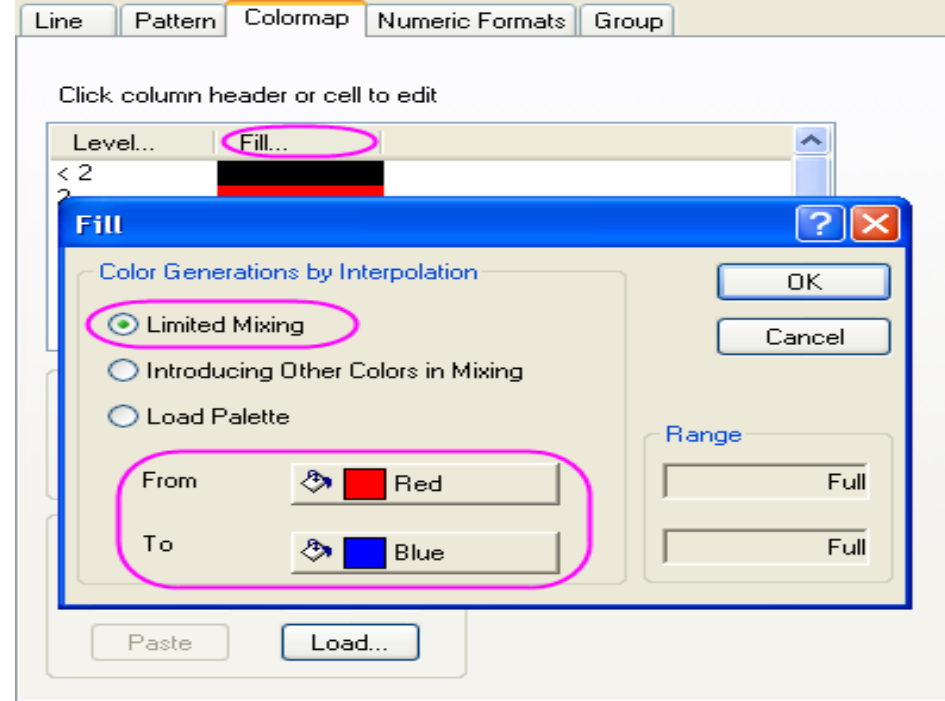 Line Pattern Colormap Numeric Formats Group
Click column header or cell to edit
Level... Fill...
< 2
2
Fill
Color Generations by Interpolation
OK
Limited Mixing
Cancel
Introducing Other Colors in Mixing
Load Palette
Range
From Red Full
To Blue Full
Paste Load...